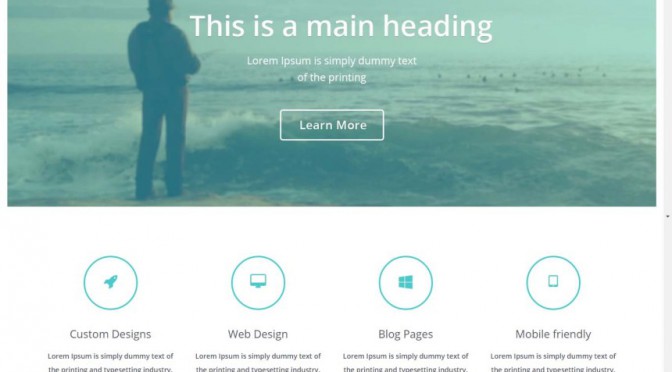 This is a main heading
Lorem Ipsum is simply dummy text
of the printing
Learn More
Custom Designs
Web Design
Blog Pages
Mobile friendly
Lorem Ipsum is simply dummy text of
the printing and typesetting industry.
Lorem Ipsum is simply dummy text of
the printing and typesetting industry.
Lorem Ipsum is simply dummy text of
the printing and typesetting industry.
Lorem Ipsum is simply dummy text of
the printing and typesetting industry.